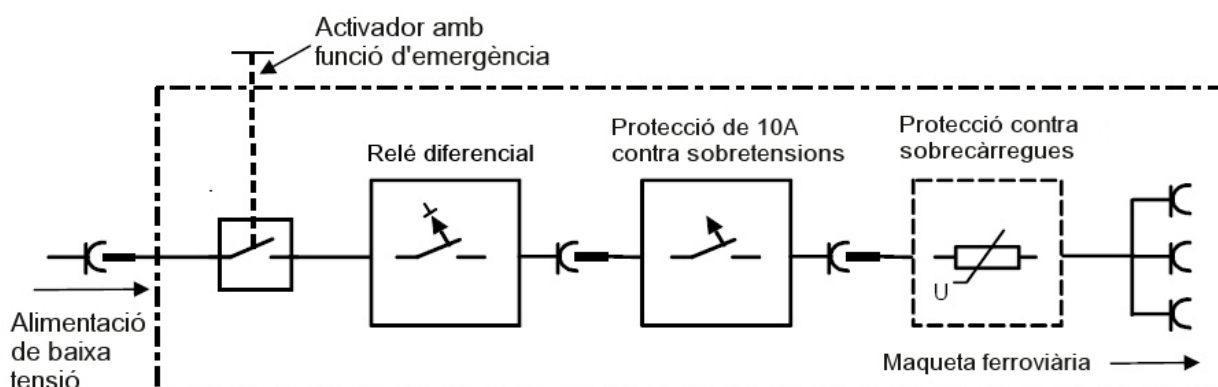 Activador amb
funció d'emergència
Relé diferencial
Protecció de 10A
contra sobretensions
Protecció contra
sobrecàrregues
U
Alimentació
de baixa
tensió
Maqueta ferroviària